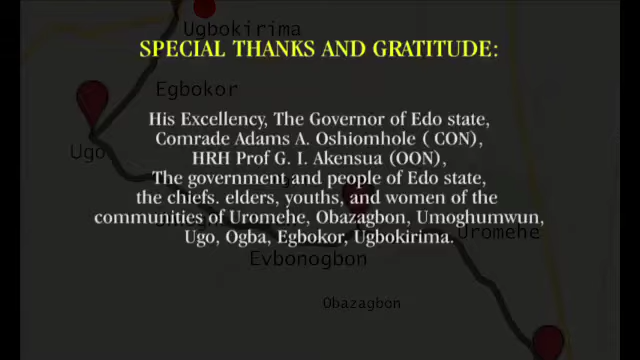 Ugbokirima
SPECIAL THANKS AND GRATITUDE:
Egbokor
His Excellency, The Governor of Edo state,
Comrade Adams A. Oshiomhole ( CON),
Ugo
HRH Prof G. I. Akensua (OON),
The government and people of Edo state,
the chiefs. elders, youths, and women of the
communities of Uromehe, Obazagbon, Umoghumwun,
Uromehe
Ugo, Ogba, Egbokor, Ugbokirima.
Evbonogbon
Obazagbon